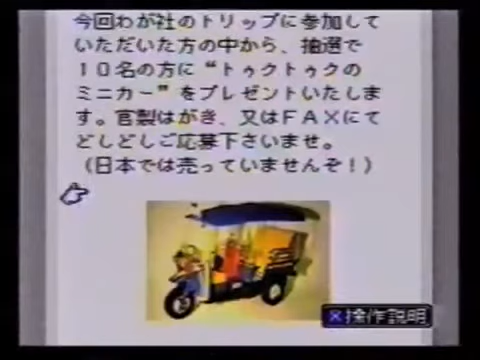 今回わが社のトリップに参加して
いただいた方の中から、抽選で
１０名の方に“トゥクトゥクの
ミニカー”をプレゼントいたしま
す。官製はがき、又はＦＡＸにて
どしどしご応募下さいませ。
（日本では売っていませんぞ！）
×操作説明